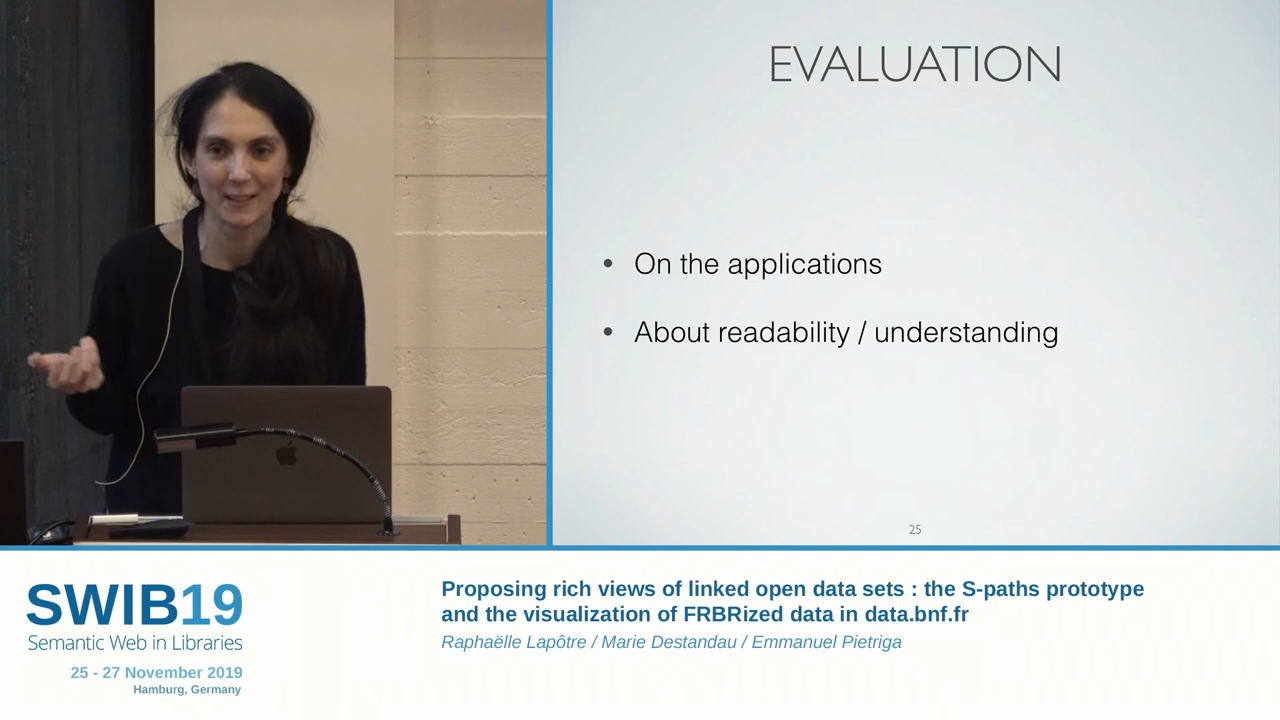 EVALUATION
• On the applications
• About readability / understanding
25
SWIB19
Semantic Web in Libraries
25 - 27 November 2019
Hamburg, Germany
Proposing rich views of linked open data sets : the S-paths prototype
and the visualization of FRBRized data in data.bnf.fr
Raphaëlle Lapôtre / Marie Destandau / Emmanuel Pietriga